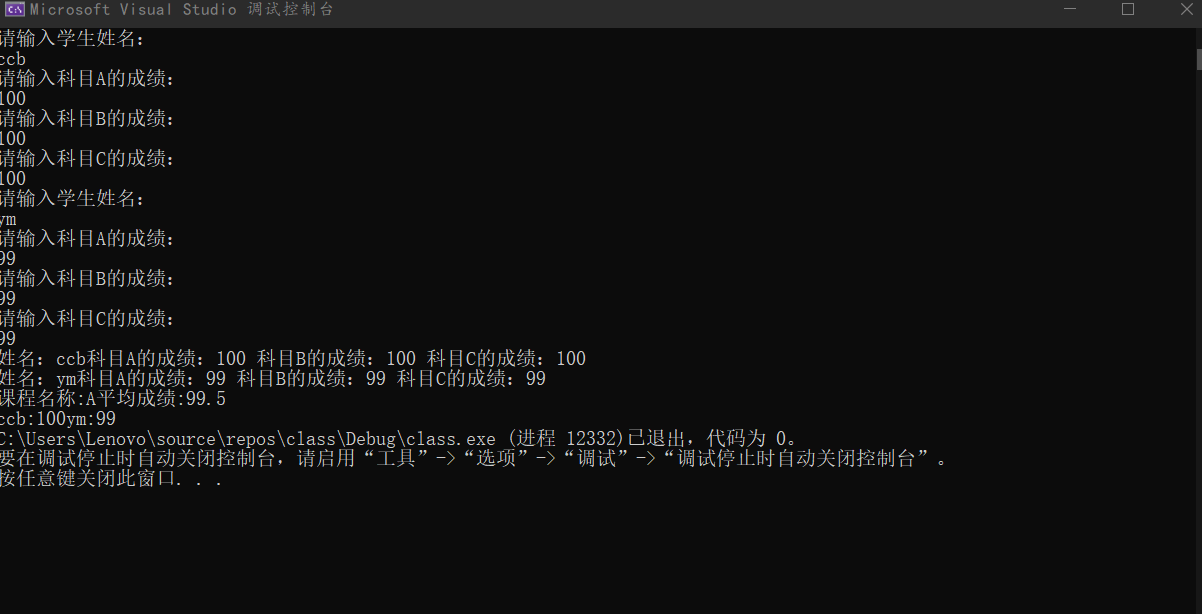 Microsoft Visual Studio 调试控制台
请输入学生姓名：
ccb
请输入科目A的成绩：
100
请输入科目B的成绩：
100
请输入科目C的成绩：
100
请输入学生姓名：
ym
请输入科目A的成绩：
99
请输入科目B的成绩：
99
请输入科目C的成绩：
99
姓名：ccb科目A的成绩：100 科目B的成绩：100 科目C的成绩：100
姓名：ym科目A的成绩：99 科目B的成绩：99 科目C的成绩：99
课程名称:A平均成绩:99.5
ccb:100ym:99
C:\Users\Lenovo\source\repos\class\Debug\class.exe (进程 12332)已退出，代码为 0。
要在调试停止时自动关闭控制台，请启用“工具”->“选项”->“调试”->“调试停止时自动关闭控制台”。
按任意键关闭此窗口. . .